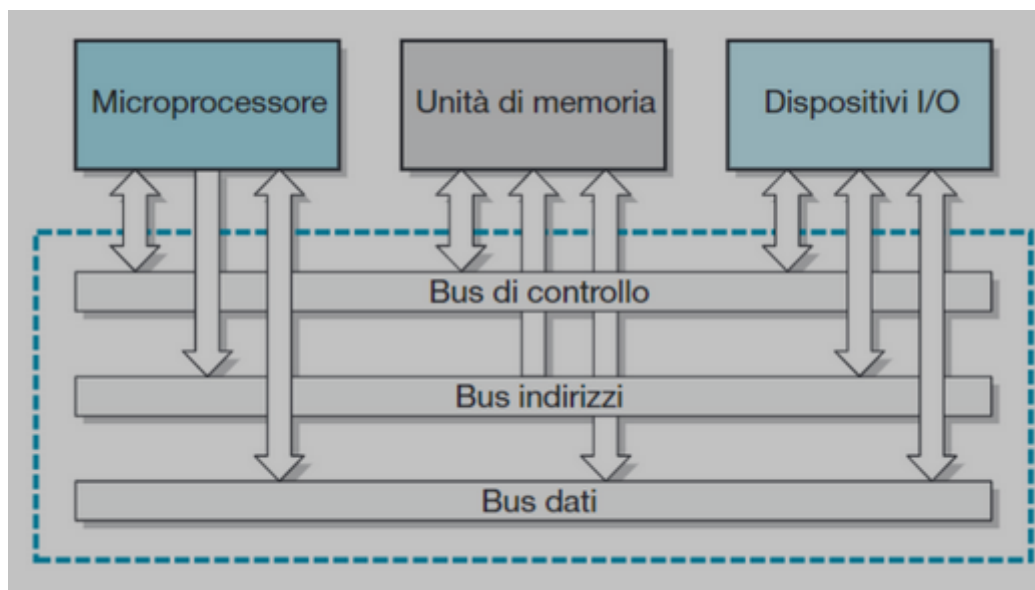 Microprocessore
Unità di memoria
Dispositivi I/O
Bus di controllo
Bus indirizzi
Bus dati